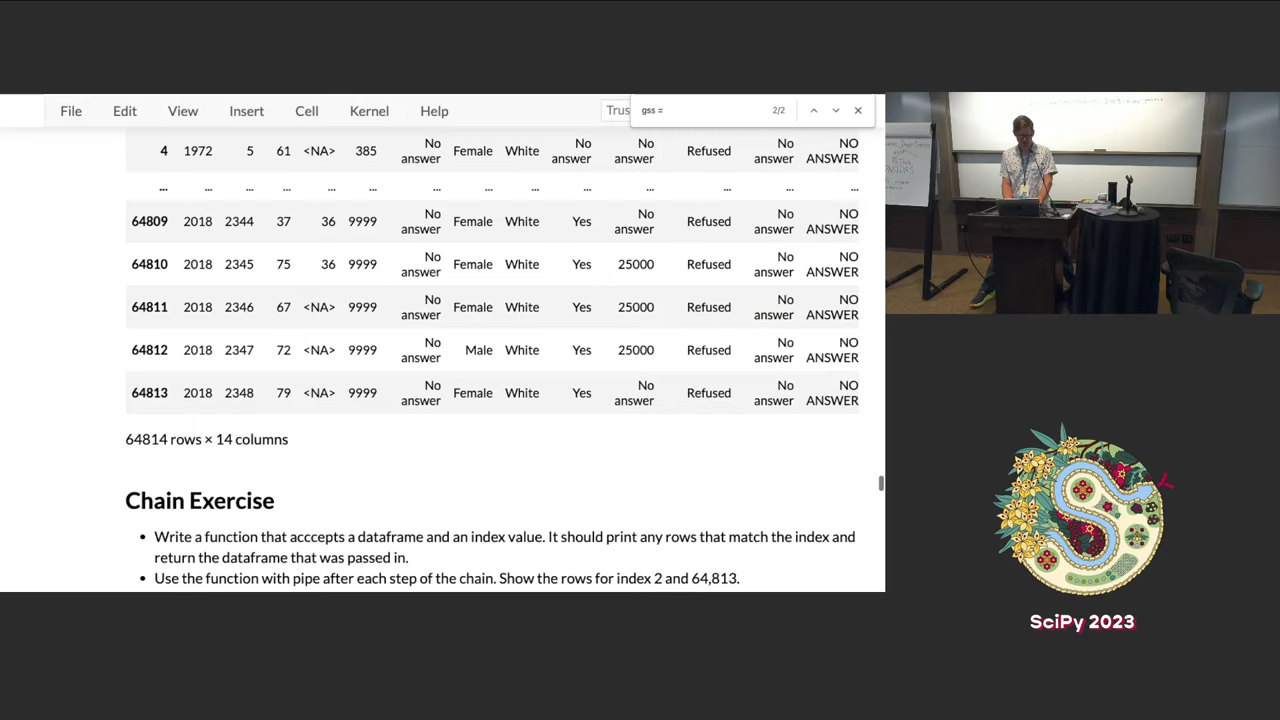 File Edit View Insert Cell Kernel Help Trus gss = 2/2
4 1972 5 61 <NA> 385 No answer Female White No answer No answer Refused No answer NO ANSWER
... ... ... ... ... ... ... ... ... ... ... ... ... ...
64809 2018 2344 37 36 9999 No answer Female White Yes No answer Refused No answer NO ANSWER
64810 2018 2345 75 36 9999 No answer Female White Yes 25000 Refused No answer NO ANSWER
64811 2018 2346 67 <NA> 9999 No answer Female White Yes 25000 Refused No answer NO ANSWER
64812 2018 2347 72 <NA> 9999 No answer Male White Yes 25000 Refused No answer NO ANSWER
64813 2018 2348 79 <NA> 9999 No answer Female White Yes No answer Refused No answer NO ANSWER
64814 rows × 14 columns
Chain Exercise
• Write a function that acccepts a dataframe and an index value. It should print any rows that match the index and
return the dataframe that was passed in.
• Use the function with pipe after each step of the chain. Show the rows for index 2 and 64,813.
SciPy 2023